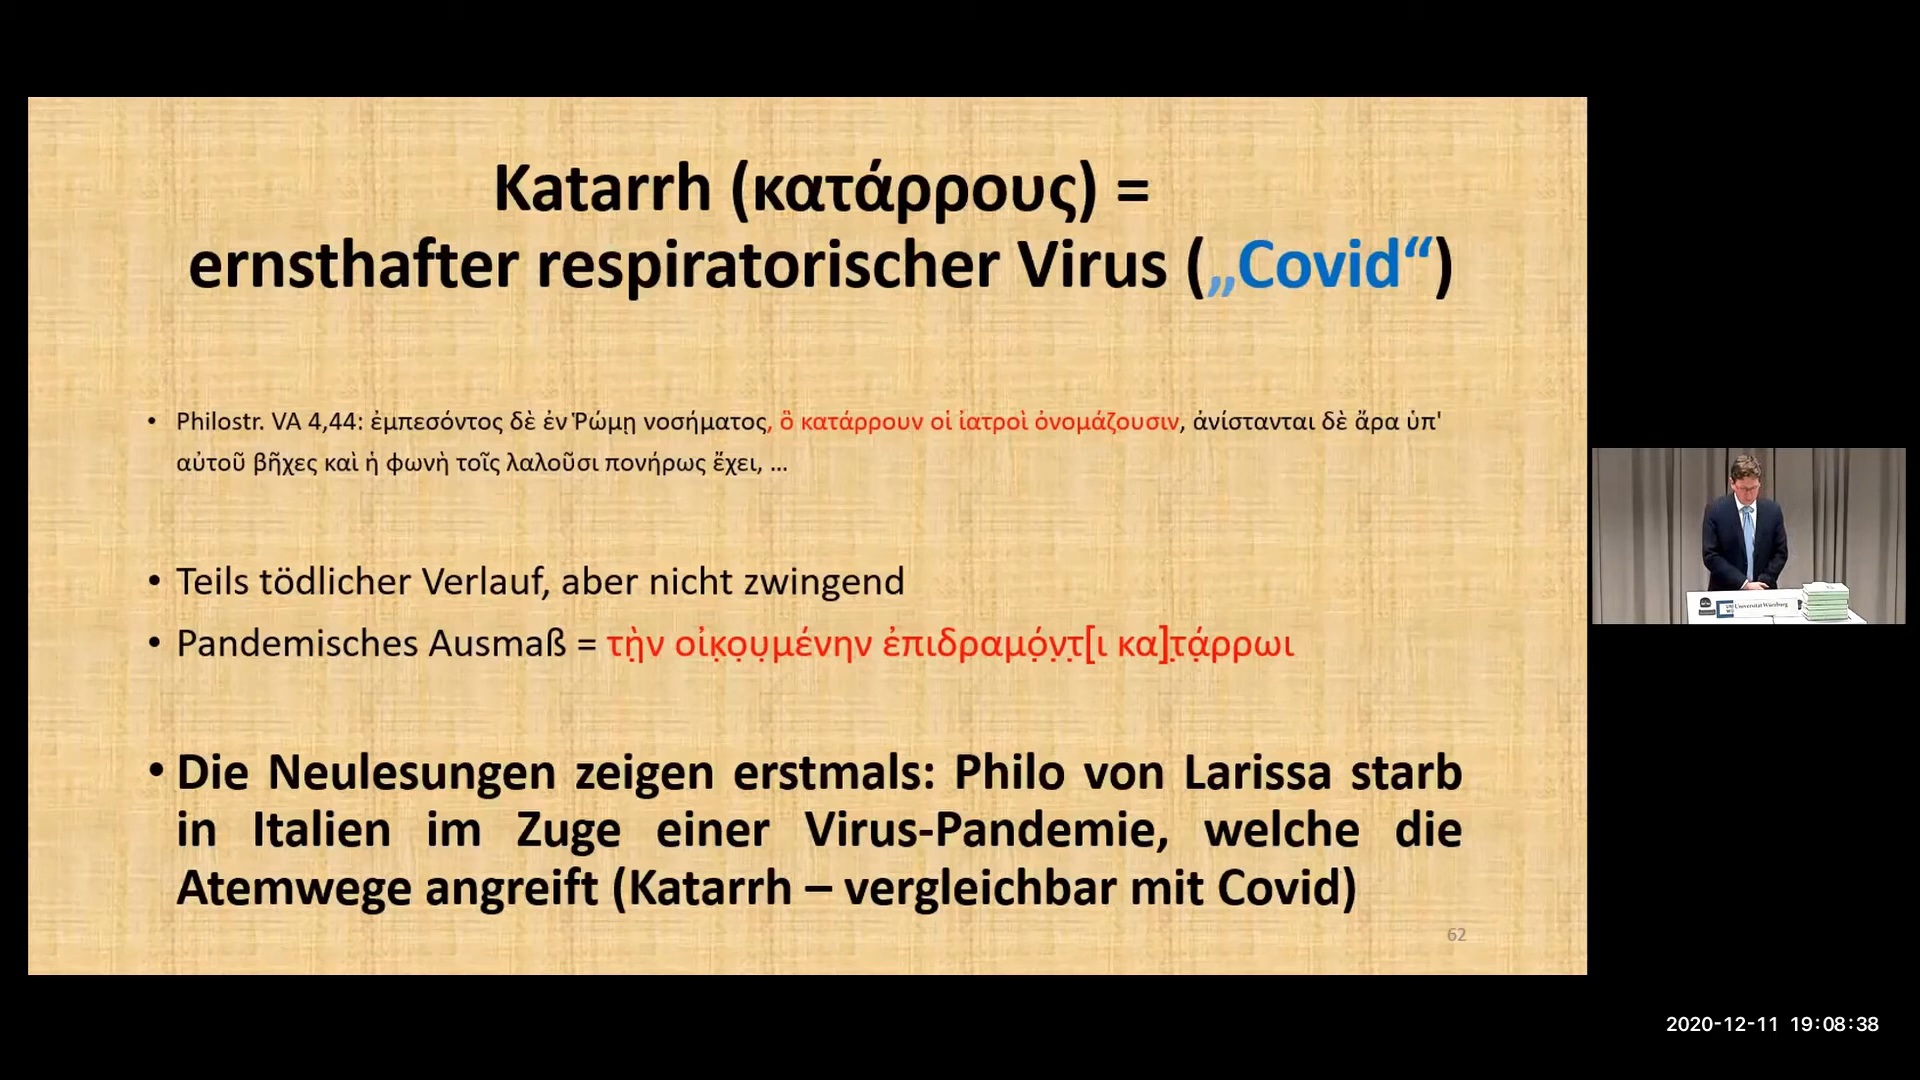 Katarrh (κατάρρους) =
ernsthafter respiratorischer Virus („Covid“)
• Philostr. VA 4,44: ἐμπεσόντος δὲ ἐν Ῥώμῃ νοσήματος, ὃ κατάρρουν οἱ ἰατροὶ ὀνομάζουσιν, ἀνίστανται δὲ ἄρα ὑπ'
αὐτοῦ βῆχες καὶ ἡ φωνὴ τοῖς λαλοῦσι πονήρως ἔχει, ...
• Teils tödlicher Verlauf, aber nicht zwingend
• Pandemisches Ausmaß = τὴ̣ν οἰκ̣ο̣υ̣μένην ἐπιδραμό̣ν̣τ̣[ι κα]τ̣ά̣ρρωι
• Die Neulesungen zeigen erstmals: Philo von Larissa starb
in Italien im Zuge einer Virus-Pandemie, welche die
Atemwege angreift (Katarrh – vergleichbar mit Covid)
62
Universität Würzburg
2020-12-11 19:08:38